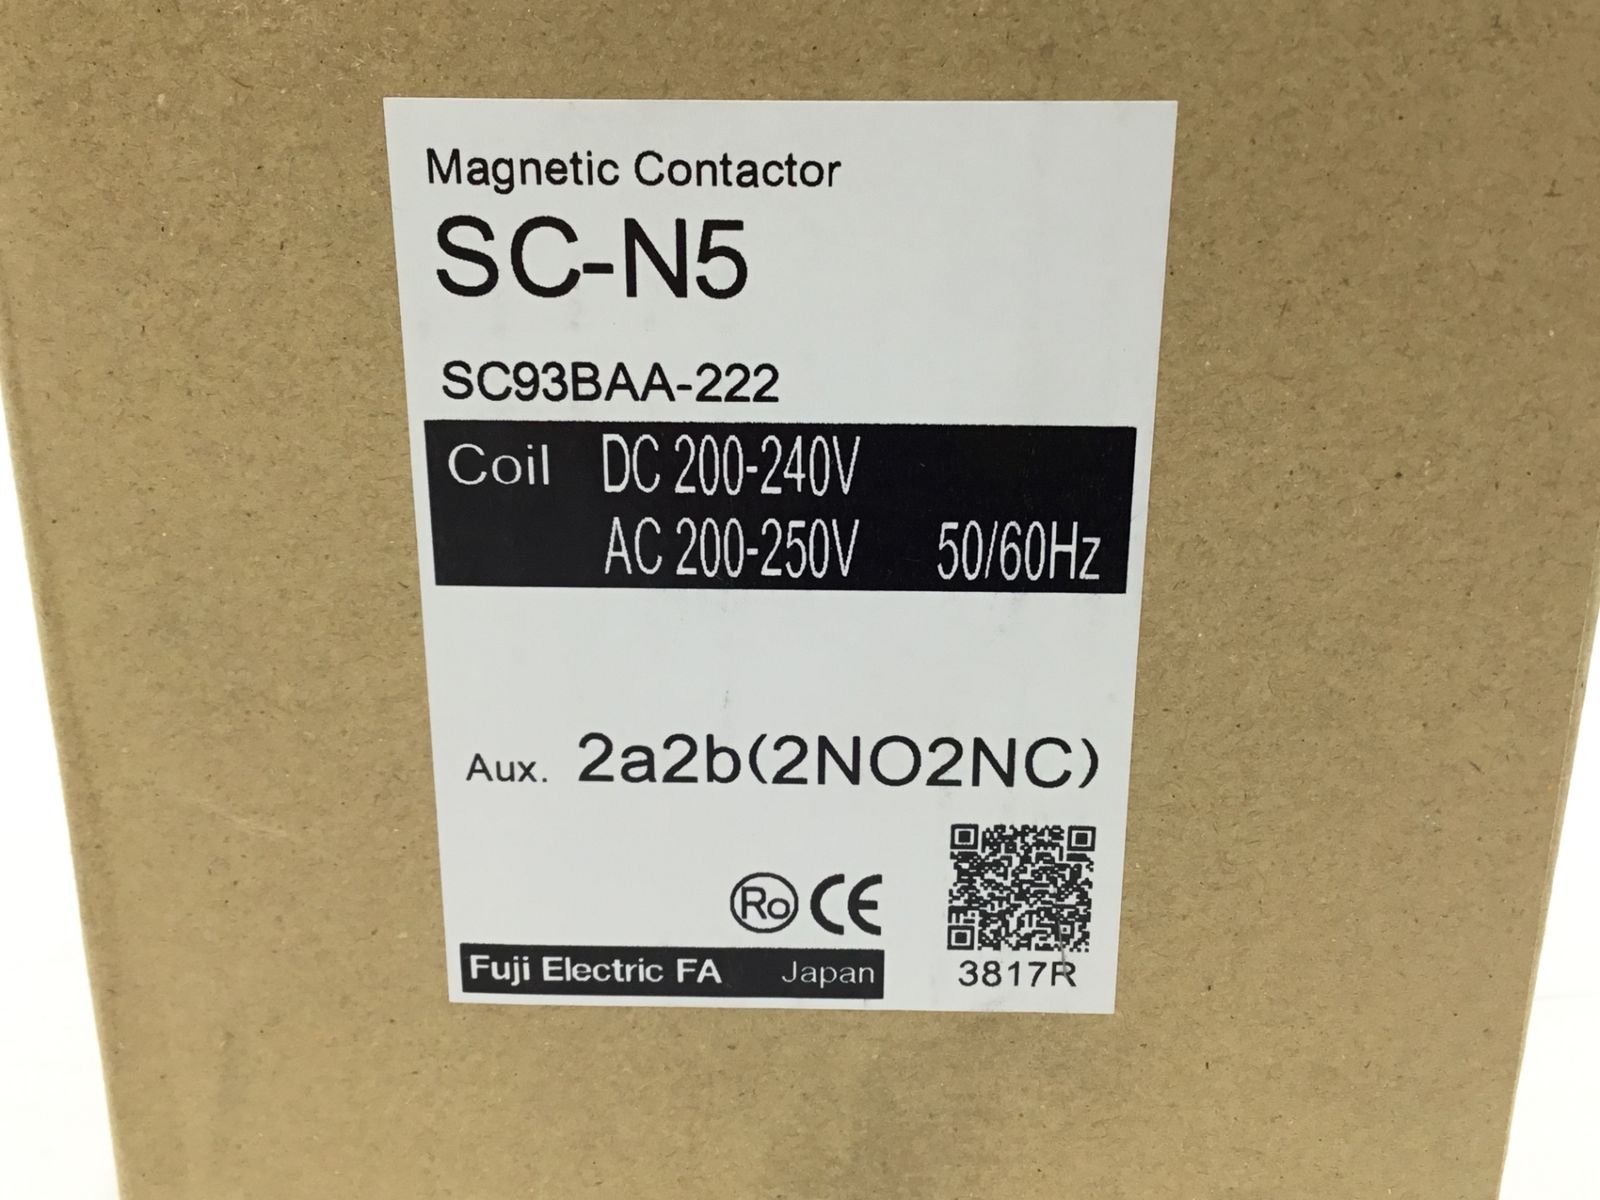 Magnetic Contactor
SC-N5
SC93BAA-222
Coil DC 200-240V
AC 200-250V 50/60Hz
Aux. 2a2b(2NO2NC)
Ro CE
Fuji Electric FA Japan
3817R